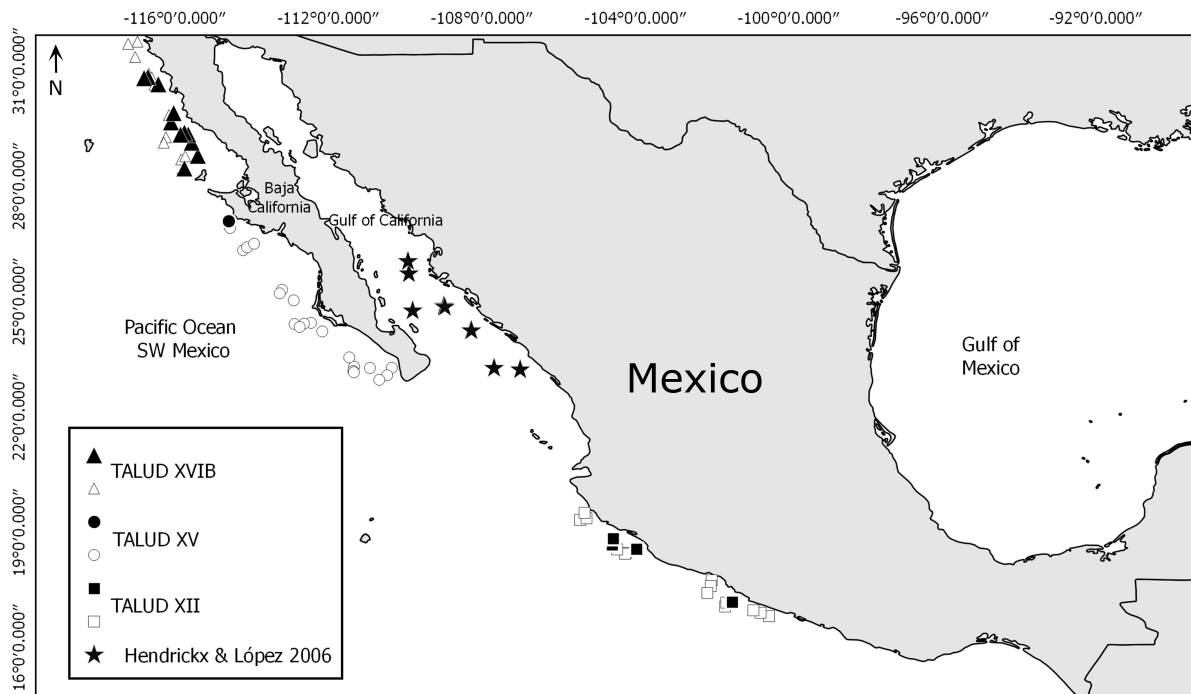 -116°0′0.000″
-112°0′0.000″
-108°0′0.000″
-104°0′0.000″
-100°0′0.000″
-96°0′0.000″
-92°0′0.000″
31°0′0.000″
28°0′0.000″
25°0′0.000″
22°0′0.000″
19°0′0.000″
16°0′0.000″
N
Baja
California
Gulf of California
Pacific Ocean
SW Mexico
Mexico
Gulf of
Mexico
TALUD XVIB
TALUD XV
TALUD XII
Hendrickx & López 2006